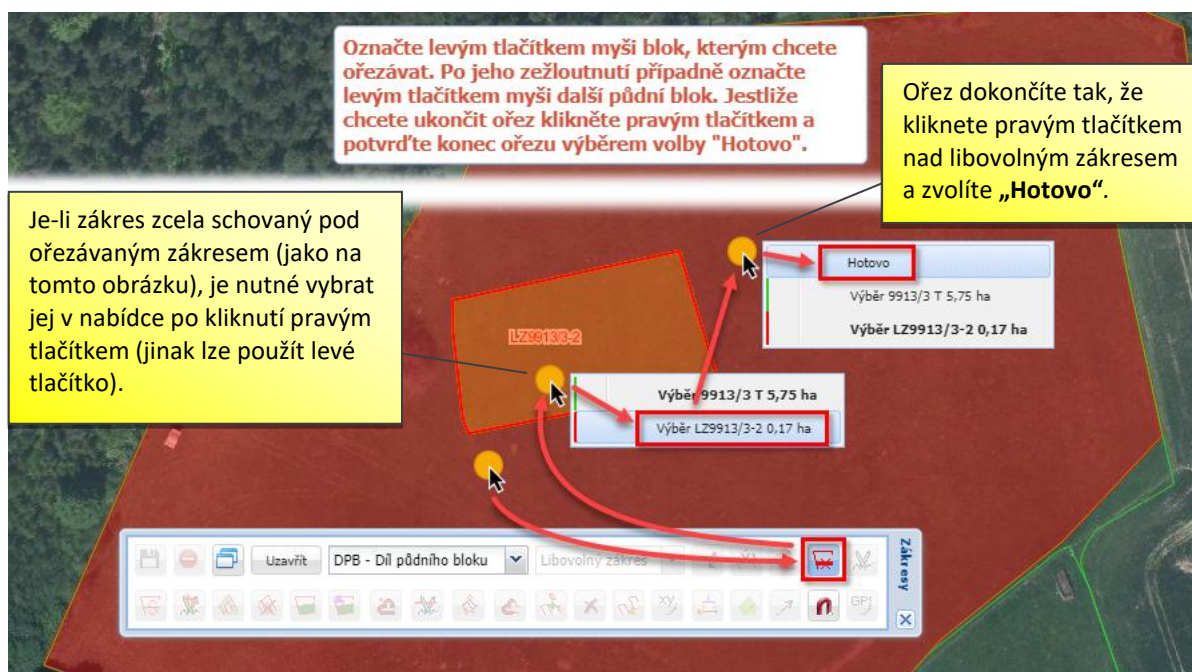 Označte levým tlačítkem myši blok, kterým chcete
ořezávat. Po jeho zežloutnutí případně označte
levým tlačítkem myši další půdní blok. Jestliže
chcete ukončit ořez klikněte pravým tlačítkem a
potvrďte konec ořezu výběrem volby "Hotovo".
Ořez dokončíte tak, že
kliknete pravým tlačítkem
nad libovolným zákresem
a zvolíte „Hotovo“.
Je-li zákres zcela schovaný pod
ořezávaným zákresem (jako na
tomto obrázku), je nutné vybrat
jej v nabídce po kliknutí pravým
tlačítkem (jinak lze použít levé
tlačítko).
Hotovo
Výběr 9913/3 T 5,75 ha
Výběr LZ9913/3-2 0,17 ha
LZ9913/3-2
Výběr 9913/3 T 5,75 ha
Výběr LZ9913/3-2 0,17 ha
Zákresy
Uzavřít
DPB - Díl půdního bloku
Libovolný zákres
xy
GPS